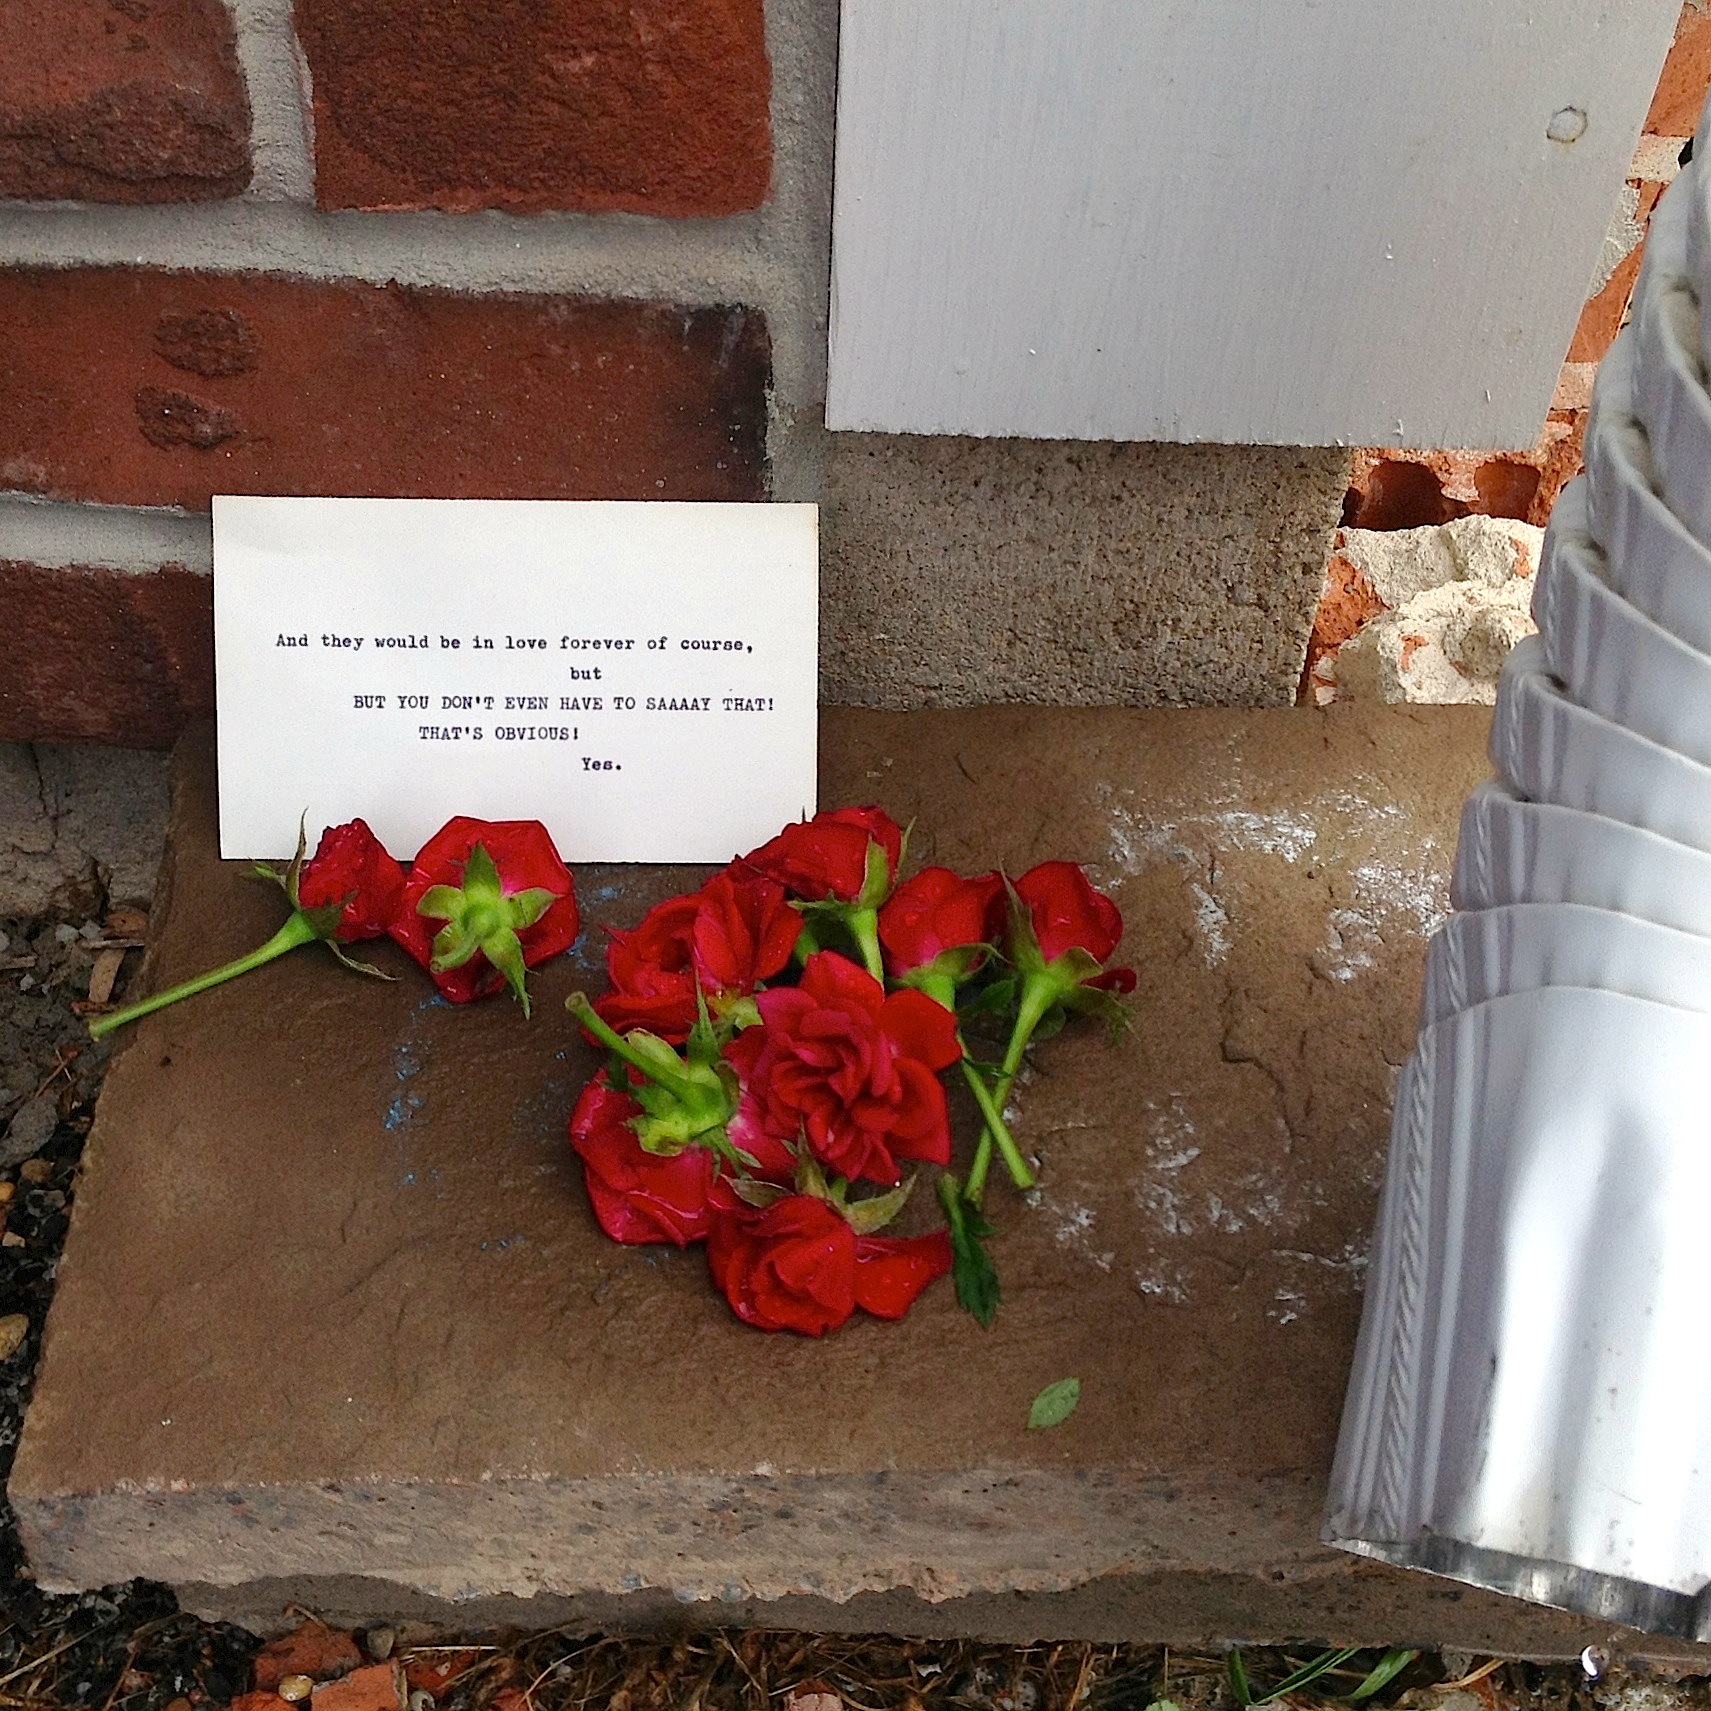 And they would be in love forever of course,
but
BUT YOU DON'T EVEN HAVE TO SAAAAY THAT!
THAT'S OBVIOUS!
Yes.